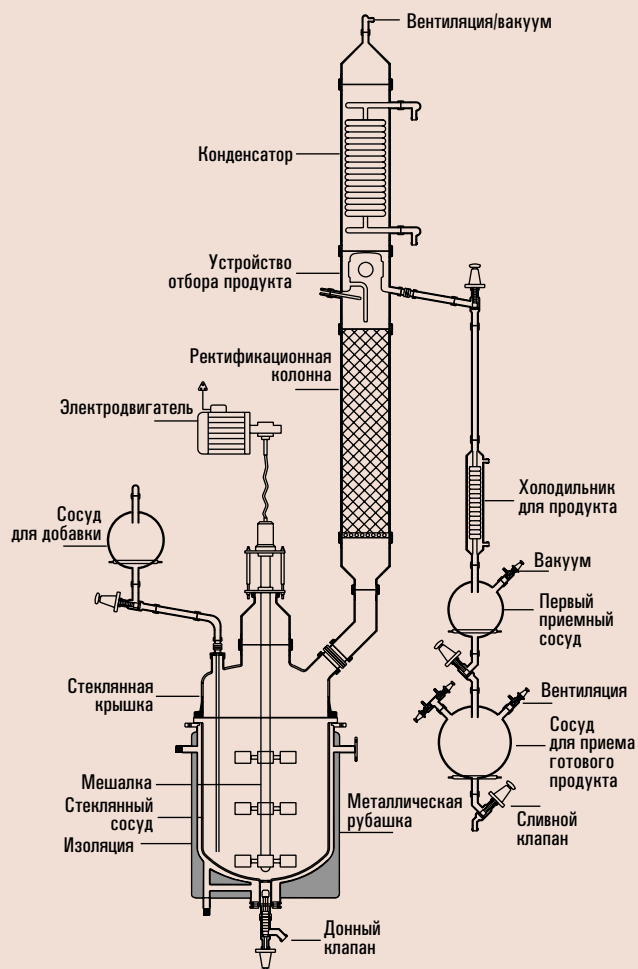 Вентиляция/вакуум
Конденсатор
Устройство
отбора продукта
Ректификационная
колонна
Электродвигатель
Сосуд
для добавки
Холодильник
для продукта
Вакуум
Первый
приемный
сосуд
Стеклянная
крышка
Вентиляция
Сосуд
для приема
готового
продукта
Мешалка
Стеклянный
сосуд
Изоляция
Металлическая
рубашка
Сливной
клапан
Донный
клапан